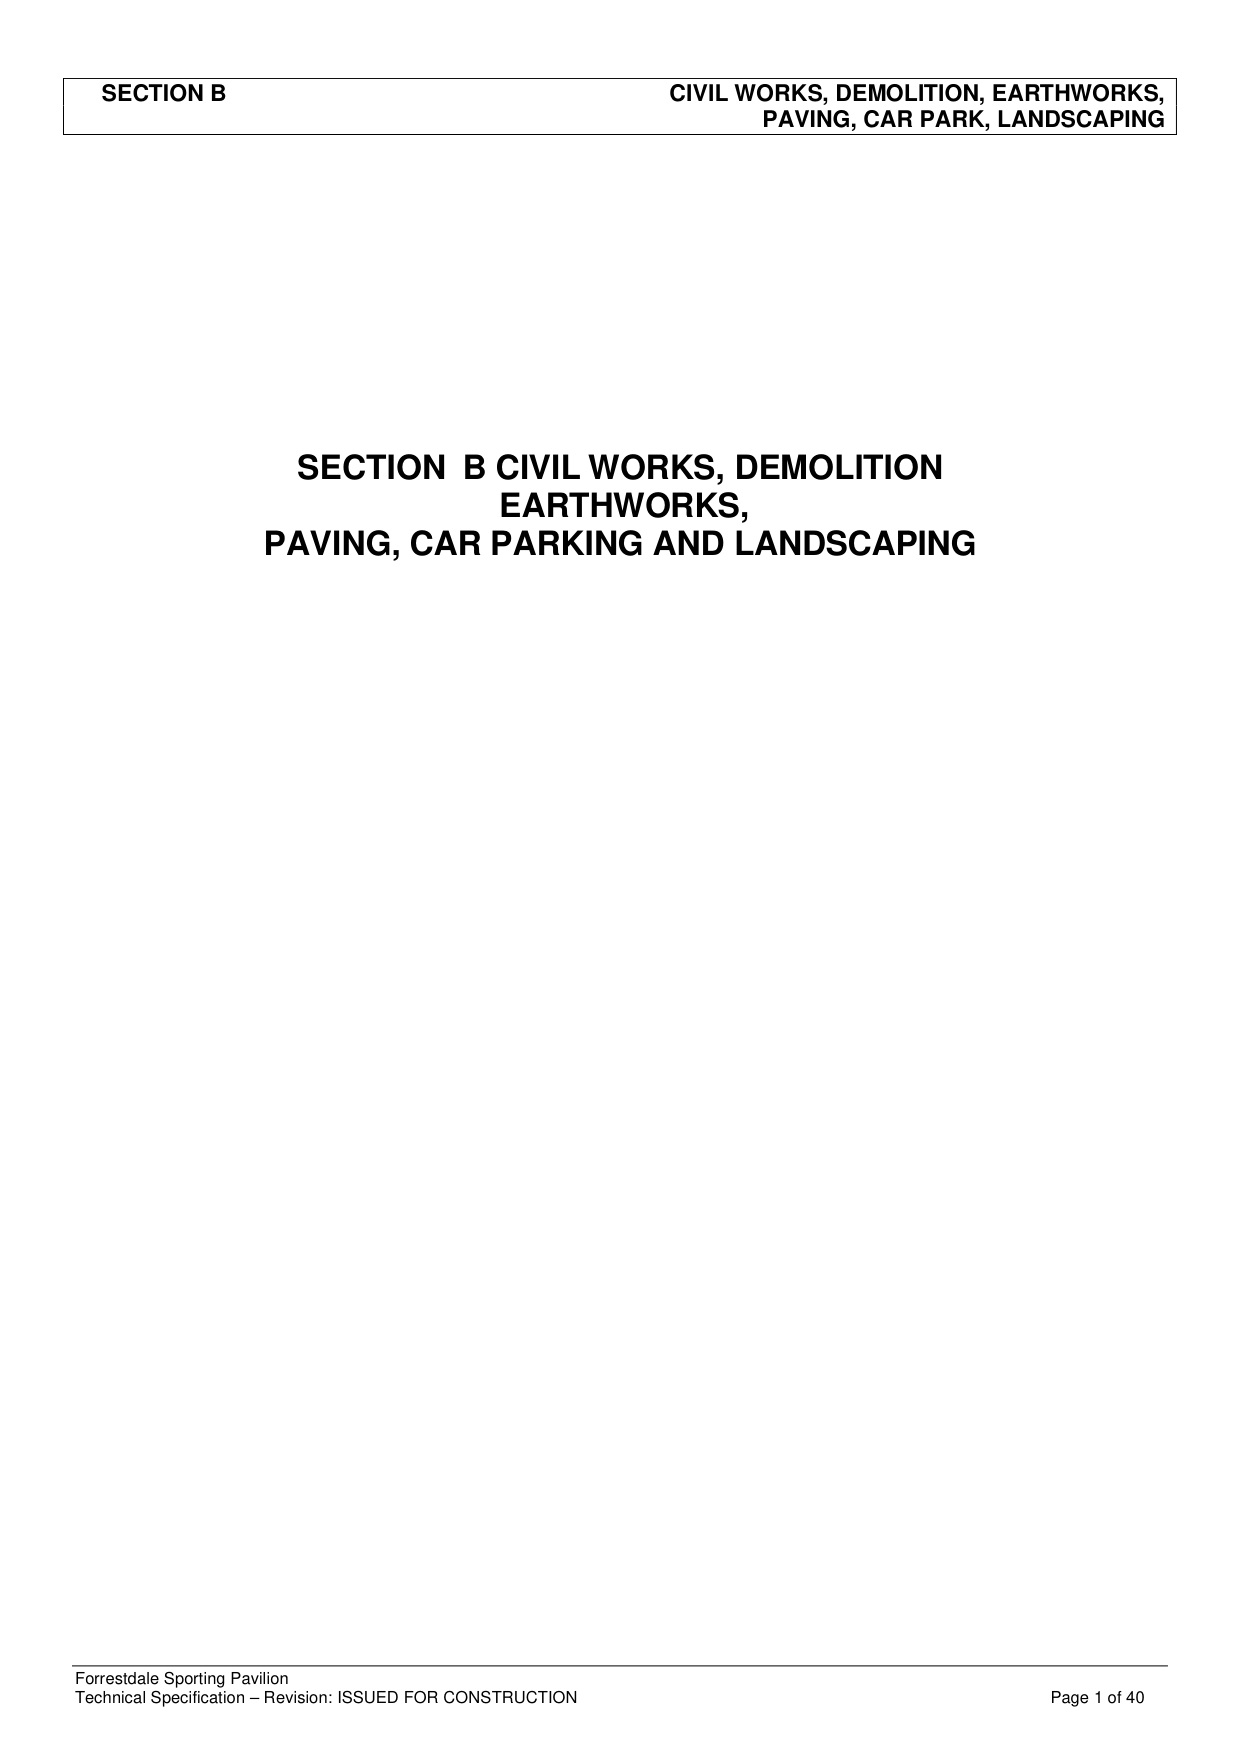 SECTION B CIVIL WORKS, DEMOLITION, EARTHWORKS,
PAVING, CAR PARK, LANDSCAPING
SECTION B CIVIL WORKS, DEMOLITION
EARTHWORKS,
PAVING, CAR PARKING AND LANDSCAPING
Forrestdale Sporting Pavilion
Technical Specification – Revision: ISSUED FOR CONSTRUCTION Page 1 of 40